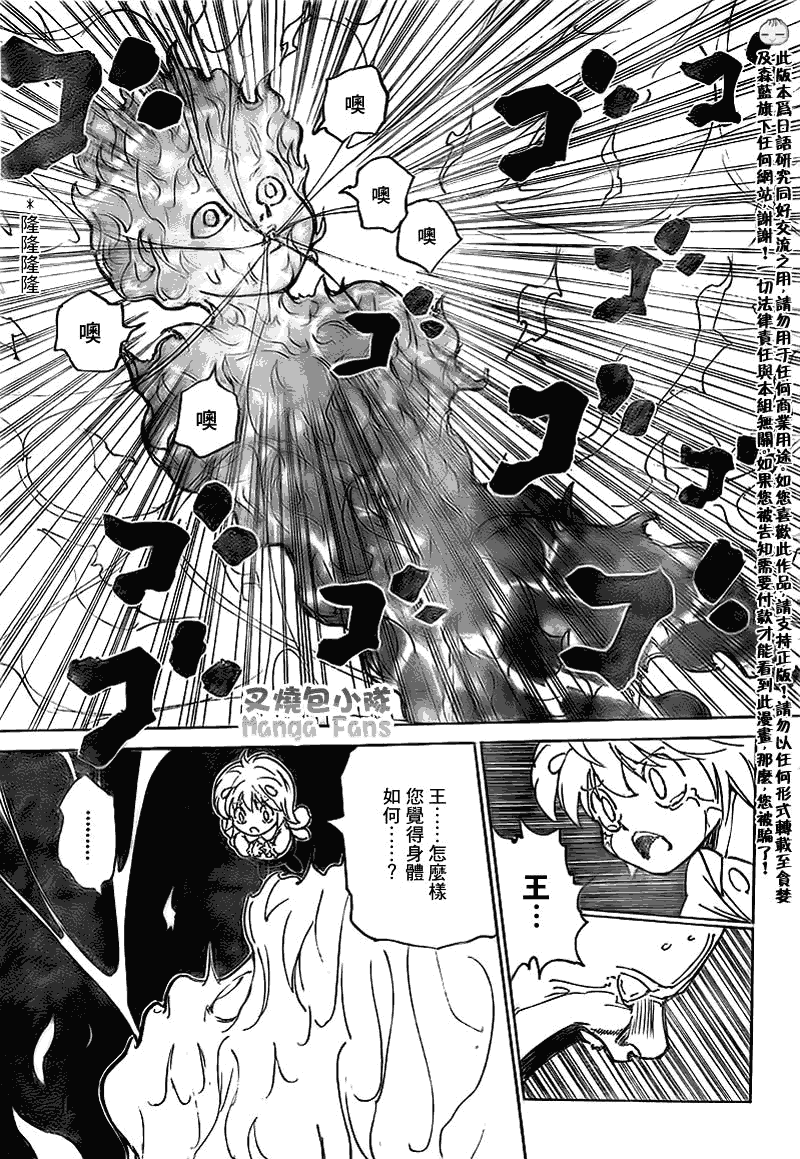 此版本爲日語研究同好交流之用，請勿用于任何商業用途。如您喜歡此作品，請支持正版！請勿以任何形式轉載至貪婪
及森藍旗下任何網站，謝謝！一切法律責任與本組無關。如果您被告知需要付款才能看到此漫畫，那麼，您被騙了！
ゴゴゴ
噢
噢
噢
噢
噢
ゴゴゴ
ゴゴゴ
ゴゴゴ
*隆隆隆隆
叉燒包小隊
Manga Fans
王…
王……怎麼樣
您覺得身體
如何……？
………